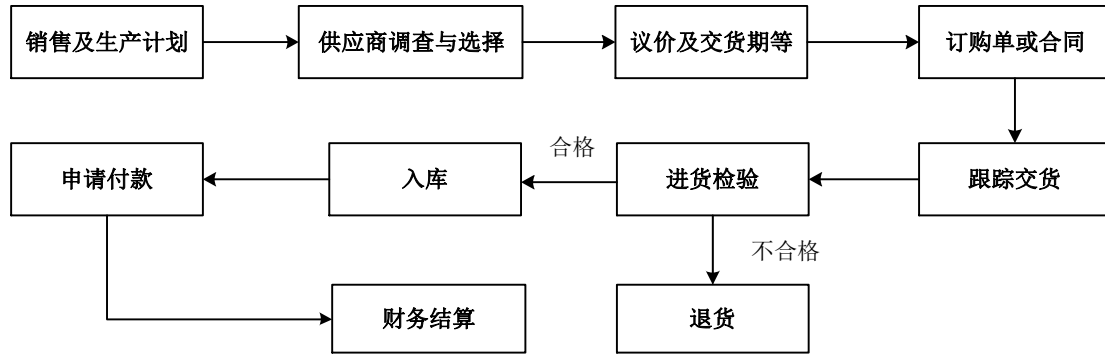 销售及生产计划
供应商调查与选择
议价及交货期等
订购单或合同
跟踪交货
进货检验
合格
入库
申请付款
不合格
退货
财务结算